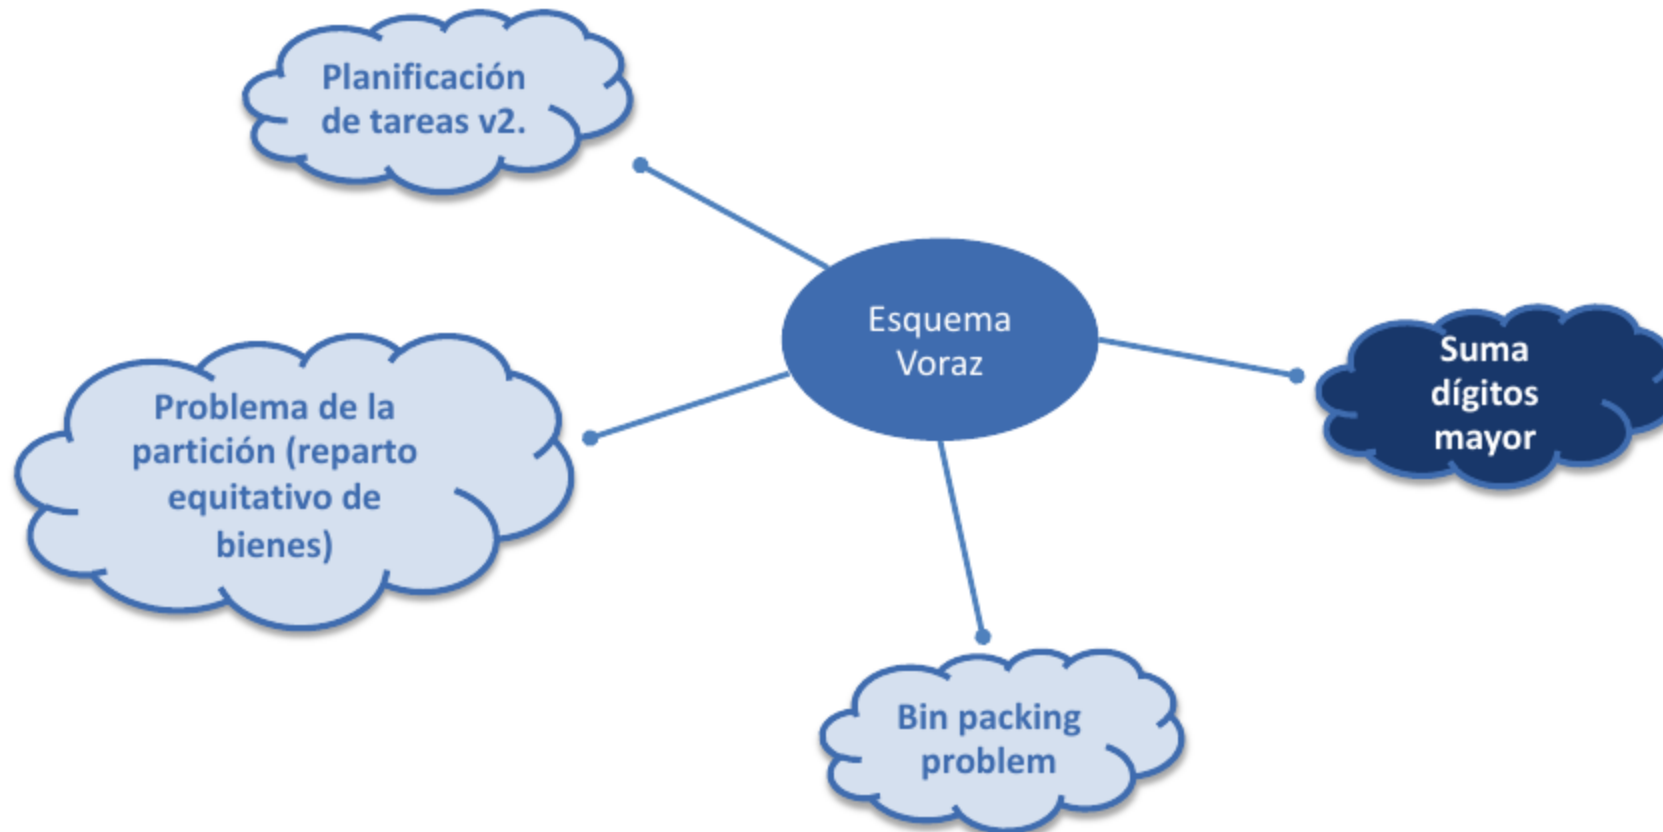 Planificación
de tareas v2.
Esquema
Voraz
Suma
dígitos
mayor
Problema de la
partición (reparto
equitativo de
bienes)
Bin packing
problem